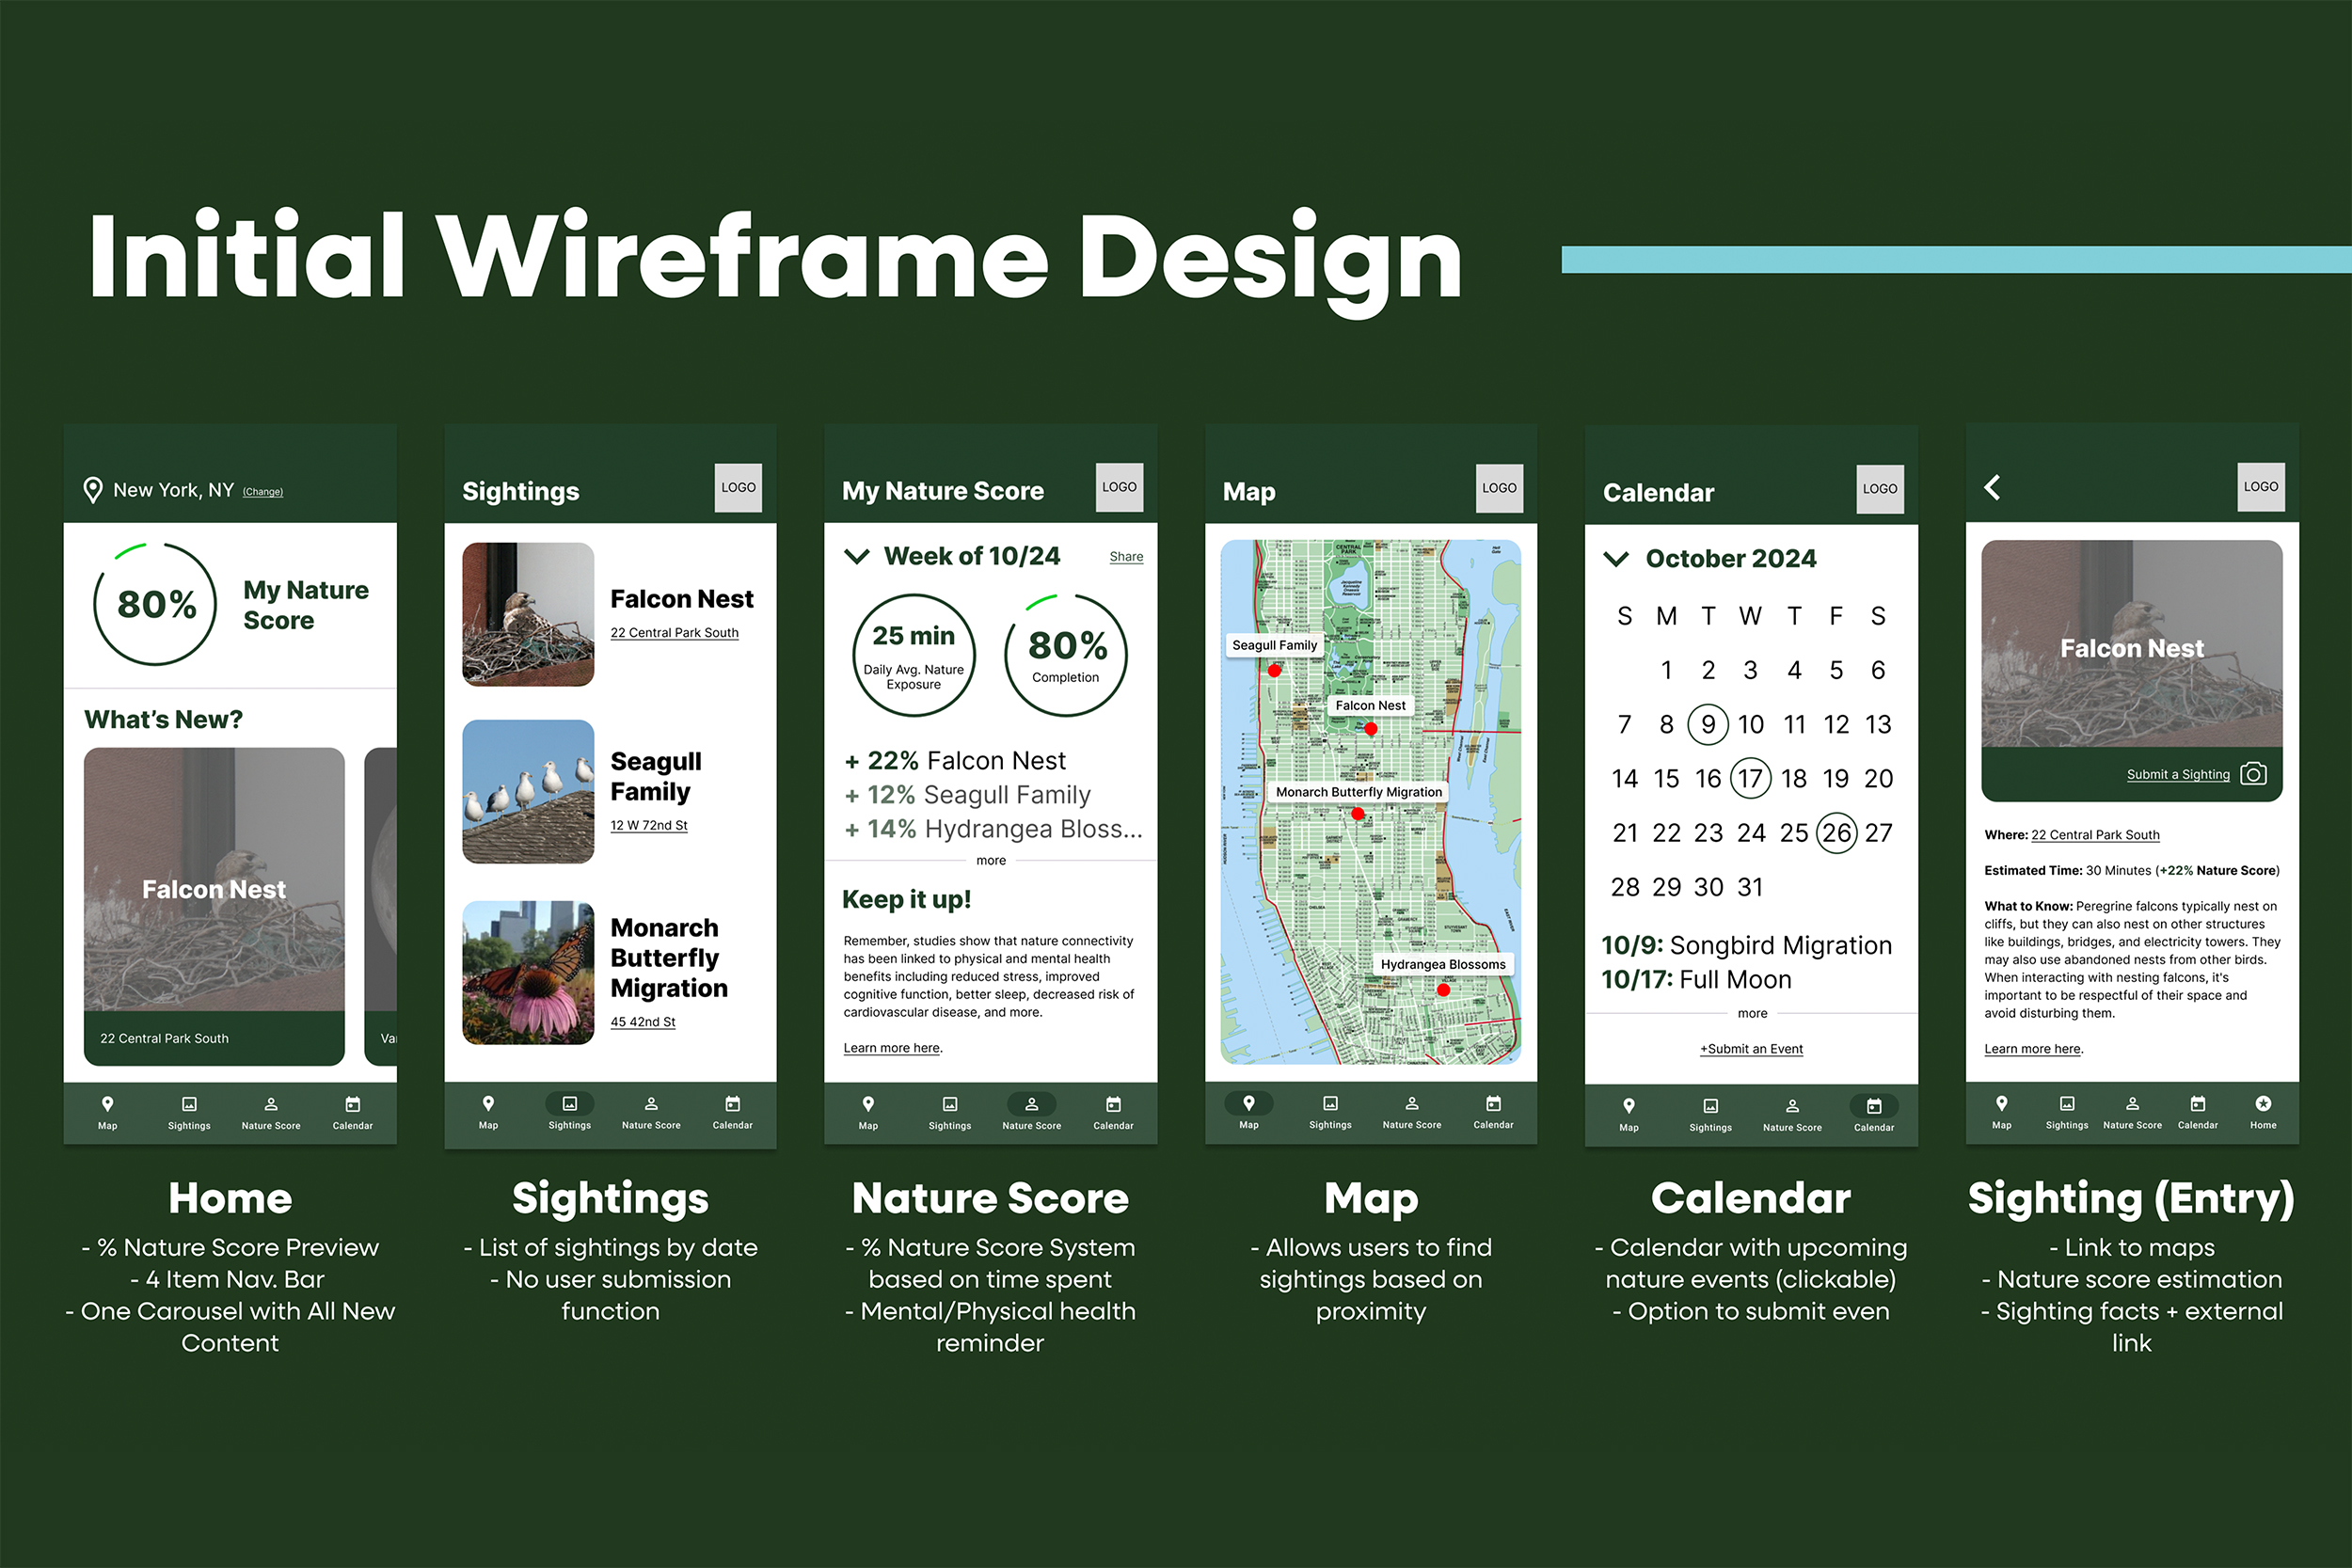 Initial Wireframe Design
New York, NY (Change)
80%
My Nature
Score
What's New?
Falcon Nest
22 Central Park South
Va
Map
Sightings
Nature Score
Calendar
Home
- % Nature Score Preview
- 4 Item Nav. Bar
- One Carousel with All New
Content
Sightings
LOGO
Falcon Nest
22 Central Park South
Seagull
Family
12 W 72nd St
Monarch
Butterfly
Migration
45 42nd St
Map
Sightings
Nature Score
Calendar
Sightings
- List of sightings by date
- No user submission
function
My Nature Score
LOGO
Week of 10/24
Share
25 min
Daily Avg. Nature
Exposure
80%
Completion
+ 22% Falcon Nest
+ 12% Seagull Family
+ 14% Hydrangea Bloss...
more
Keep it up!
Remember, studies show that nature connectivity
has been linked to physical and mental health
benefits including reduced stress, improved
cognitive function, better sleep, decreased risk of
cardiovascular disease, and more.
Learn more here.
Map
Sightings
Nature Score
Calendar
Nature Score
- % Nature Score System
based on time spent
- Mental/Physical health
reminder
Map
LOGO
CENTRAL
PARK
Seagull Family
Falcon Nest
Monarch Butterfly Migration
Hydrangea Blossoms
Map
Sightings
Nature Score
Calendar
Map
- Allows users to find
sightings based on
proximity
Calendar
LOGO
October 2024
S M T W T F S
1 2 3 4 5 6
7 8 9 10 11 12 13
14 15 16 17 18 19 20
21 22 23 24 25 26 27
28 29 30 31
10/9: Songbird Migration
10/17: Full Moon
more
+Submit an Event
Map
Sightings
Nature Score
Calendar
Calendar
- Calendar with upcoming
nature events (clickable)
- Option to submit even
LOGO
Falcon Nest
Submit a Sighting
Where: 22 Central Park South
Estimated Time: 30 Minutes (+22% Nature Score)
What to Know: Peregrine falcons typically nest on
cliffs, but they can also nest on other structures
like buildings, bridges, and electricity towers. They
may also use abandoned nests from other birds.
When interacting with nesting falcons, it's
important to be respectful of their space and
avoid disturbing them.
Learn more here.
Map
Sightings
Nature Score
Calendar
Home
Sighting (Entry)
- Link to maps
- Nature score estimation
- Sighting facts + external
link